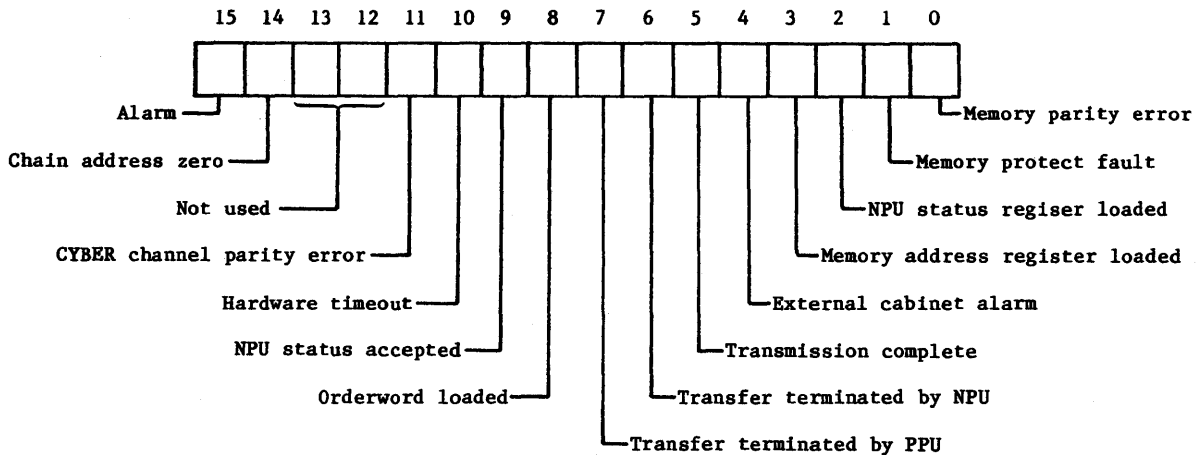 15 14 13 12 11 10 9 8 7 6 5 4 3 2 1 0
Alarm
Memory parity error
Chain address zero
Memory protect fault
Not used
NPU status regiser loaded
CYBER channel parity error
Memory address register loaded
Hardware timeout
External cabinet alarm
NPU status accepted
Transmission complete
Orderword loaded
Transfer terminated by NPU
Transfer terminated by PPU